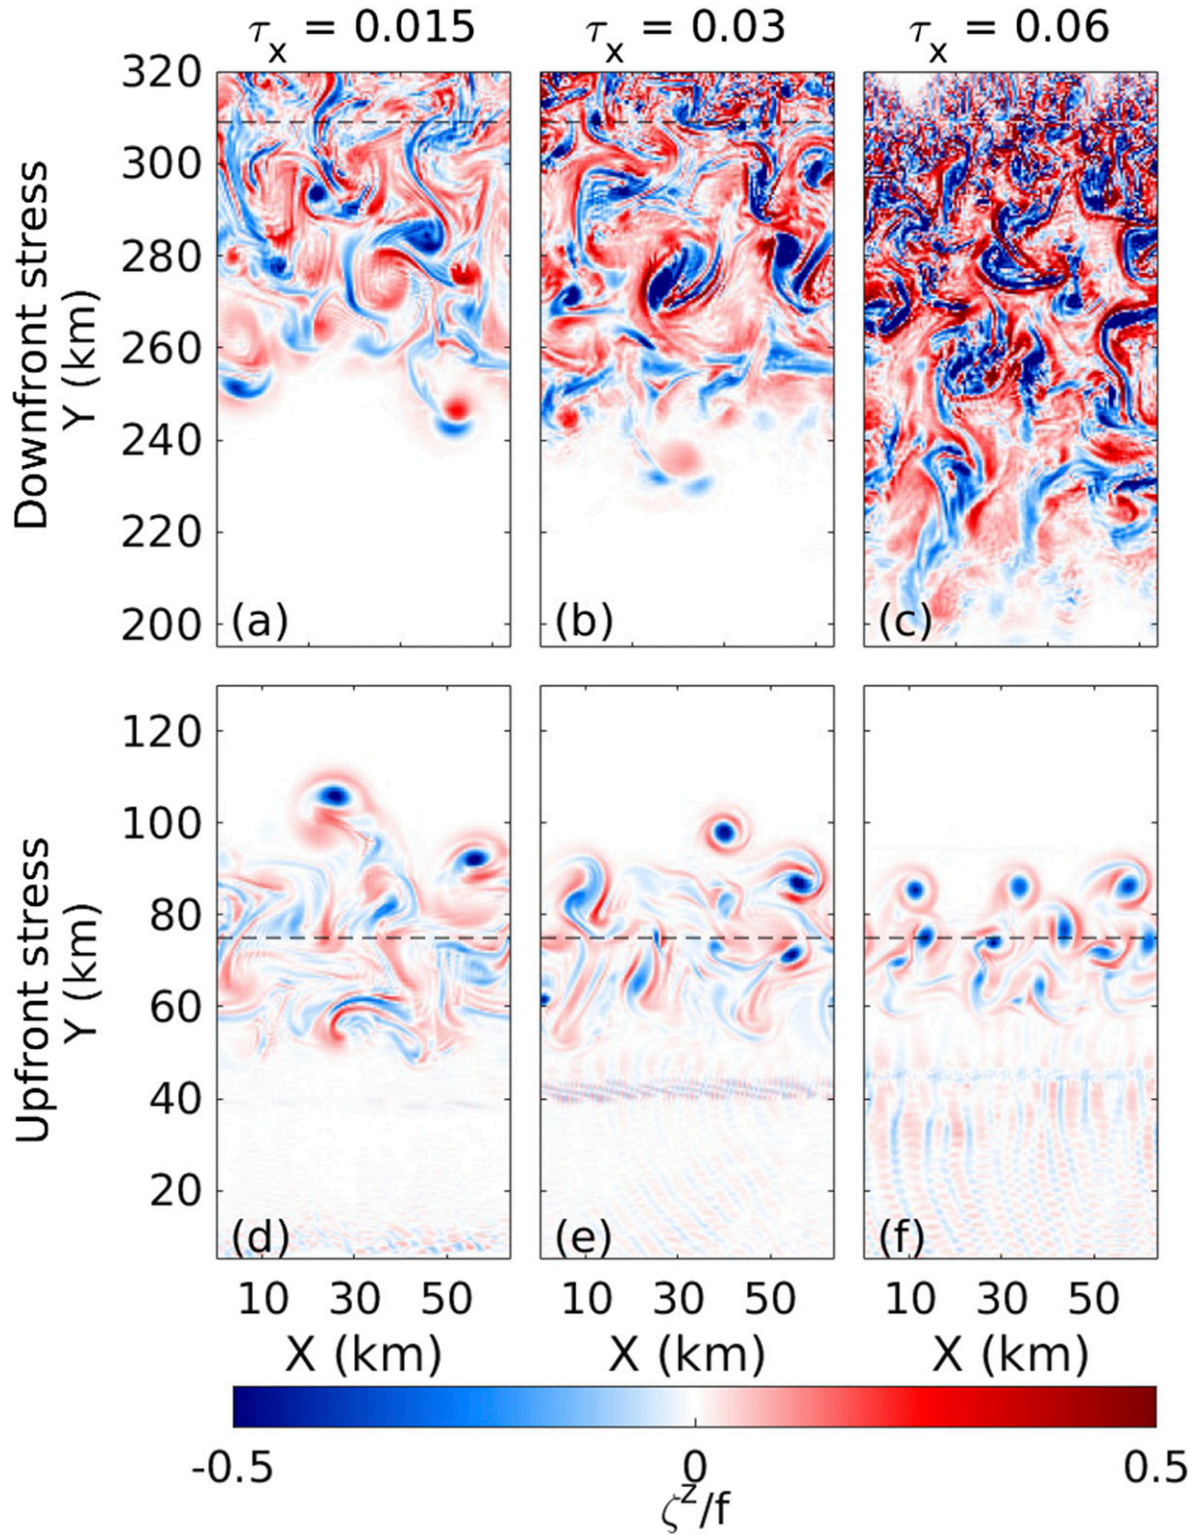 τx = 0.015 τx = 0.03 τx = 0.06
Downfront stress
Y (km)
320
300
280
260
240
220
200
(a) (b) (c)
Upfront stress
Y (km)
120
100
80
60
40
20
(d) (e) (f)
10 30 50 10 30 50 10 30 50
X (km) X (km) X (km)
-0.5 0 0.5
ζz/f